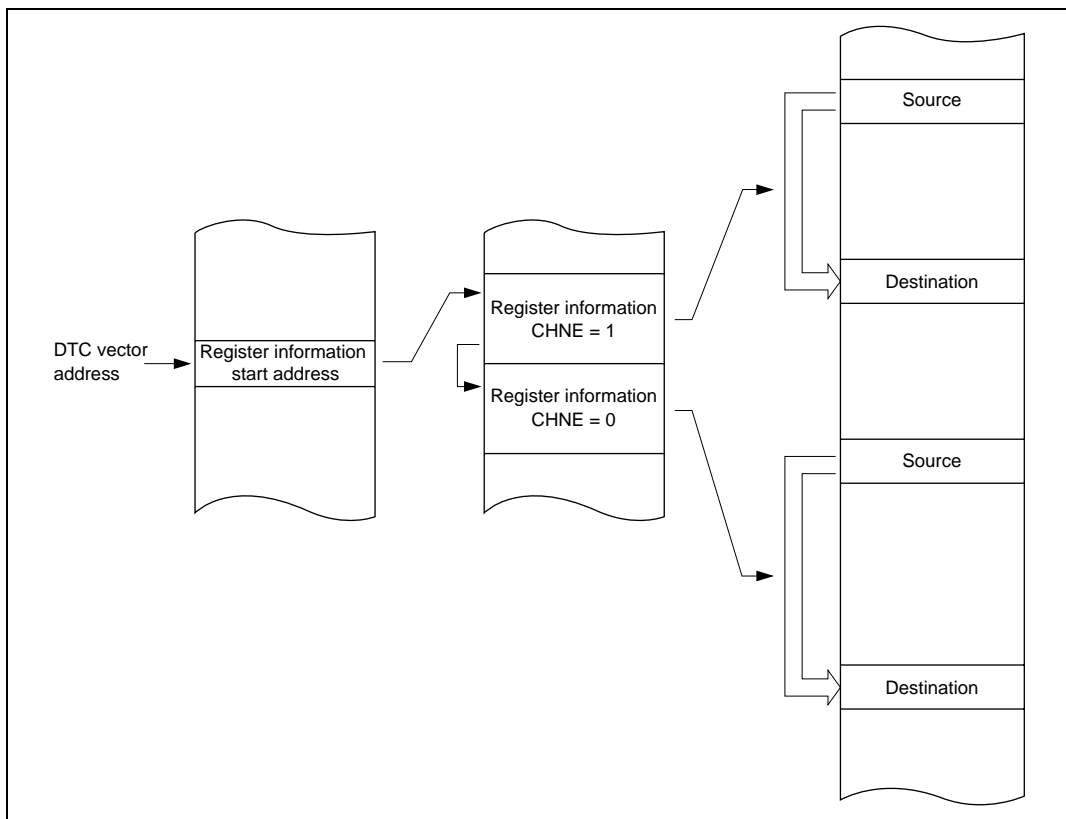 DTC vector
address
Register information
start address
Register information
CHNE = 1
Register information
CHNE = 0
Source
Destination
Source
Destination